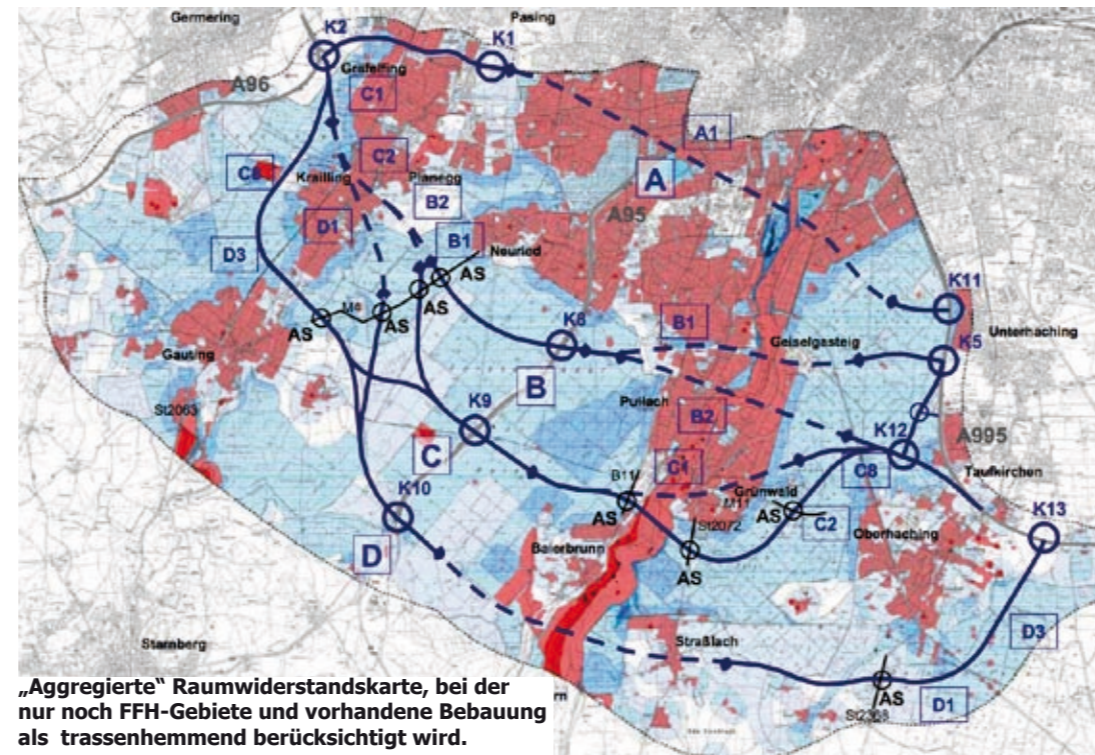 Germering
Pasing
K2
K1
Gräfelfing
A96
C1
A1
C2
Krailling
Planegg
A
B2
D1
A95
D3
B1
Neuried
AS
K11
M6
AS
AS
AS
K8
B1
K5
Unterhaching
Geiselgasteig
Gauting
B
Pullach
K9
B2
St2063
K12
A995
C
C1
Taufkirchen
B11
C8
K10
Grünwald
M11
AS
AS
C2
K13
St2072
Oberhaching
D
Baierbrunn
AS
D3
Starnberg
Straßlach
AS
D1
„Aggregierte“ Raumwiderstandskarte, bei der
nur noch FFH-Gebiete und vorhandene Bebauung
als trassenhemmend berücksichtigt wird.